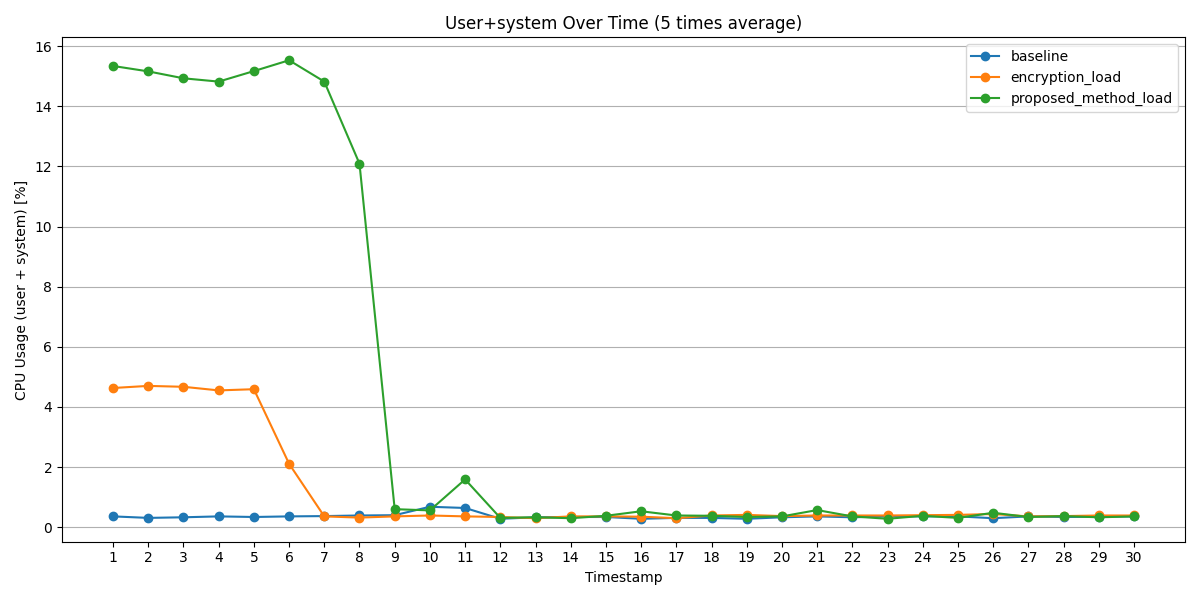 User+system Over Time (5 times average)
CPU Usage (user + system) [%]
16
14
12
10
8
6
4
2
0
baseline
encryption_load
proposed_method_load
1 2 3 4 5 6 7 8 9 10 11 12 13 14 15 16 17 18 19 20 21 22 23 24 25 26 27 28 29 30
Timestamp